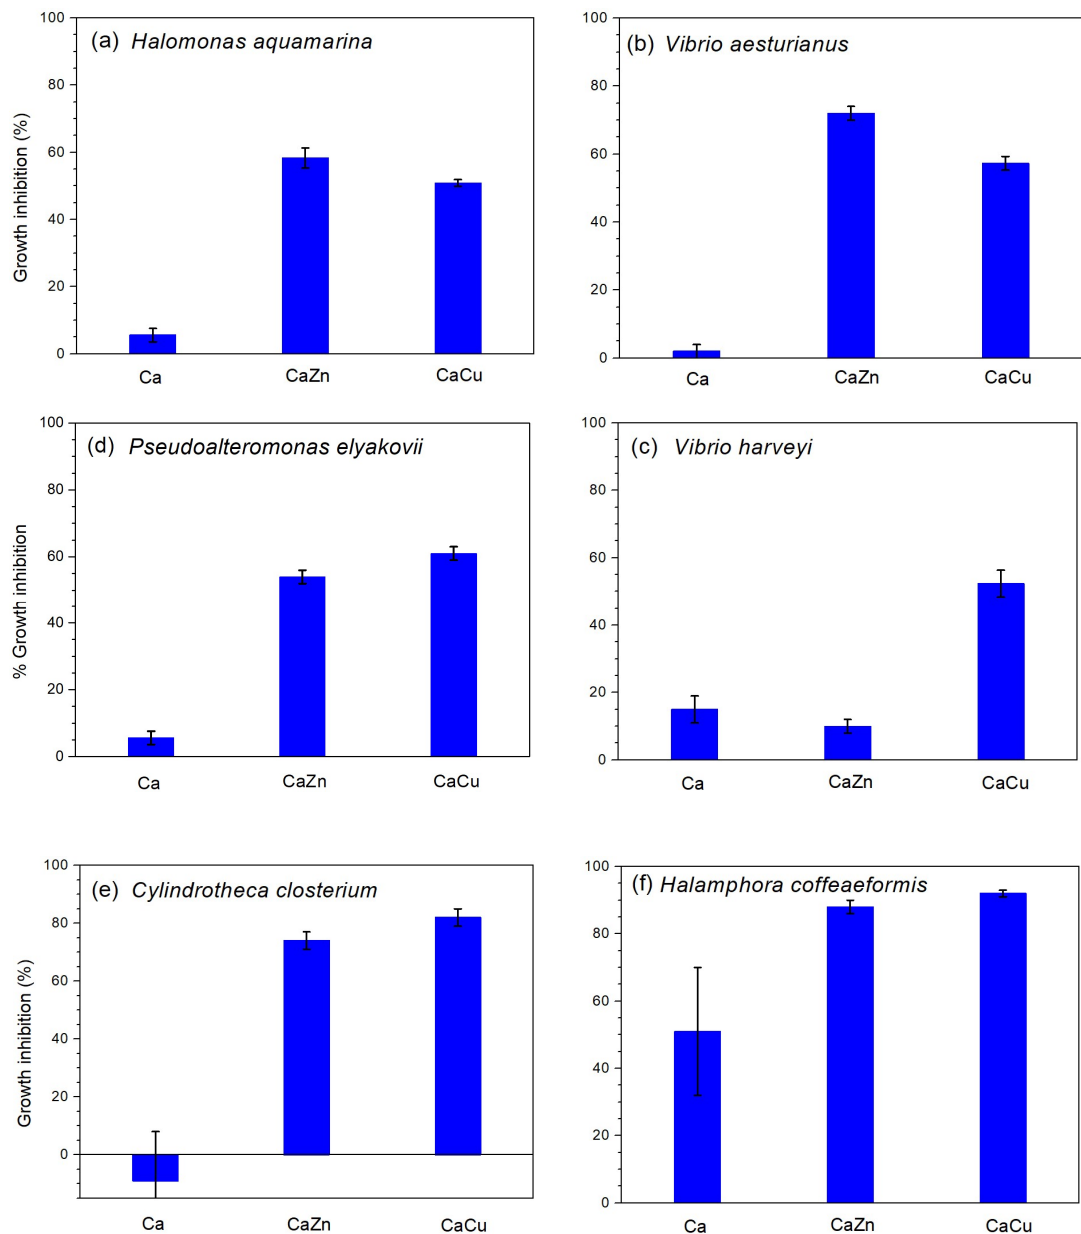 (a) Halomonas aquamarina
Growth inhibition (%)
100
80
60
40
20
0
Ca CaZn CaCu
(b) Vibrio aesturianus
100
80
60
40
20
0
Ca CaZn CaCu
(d) Pseudoalteromonas elyakovii
% Growth inhibition
100
80
60
40
20
0
Ca CaZn CaCu
(c) Vibrio harveyi
100
80
60
40
20
0
Ca CaZn CaCu
(e) Cylindrotheca closterium
Growth inhibition (%)
100
80
60
40
20
0
Ca CaZn CaCu
(f) Halamphora coffeaeformis
100
80
60
40
20
0
Ca CaZn CaCu